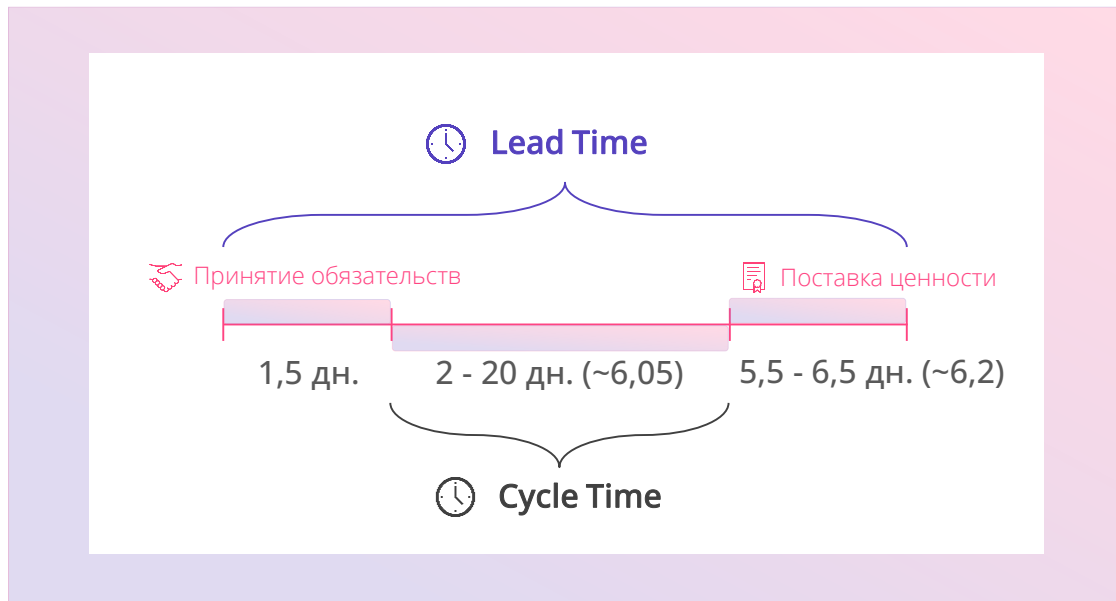 Lead Time
Принятие обязательств
Поставка ценности
1,5 дн.
2 - 20 дн. (~6,05)
5,5 - 6,5 дн. (~6,2)
Cycle Time